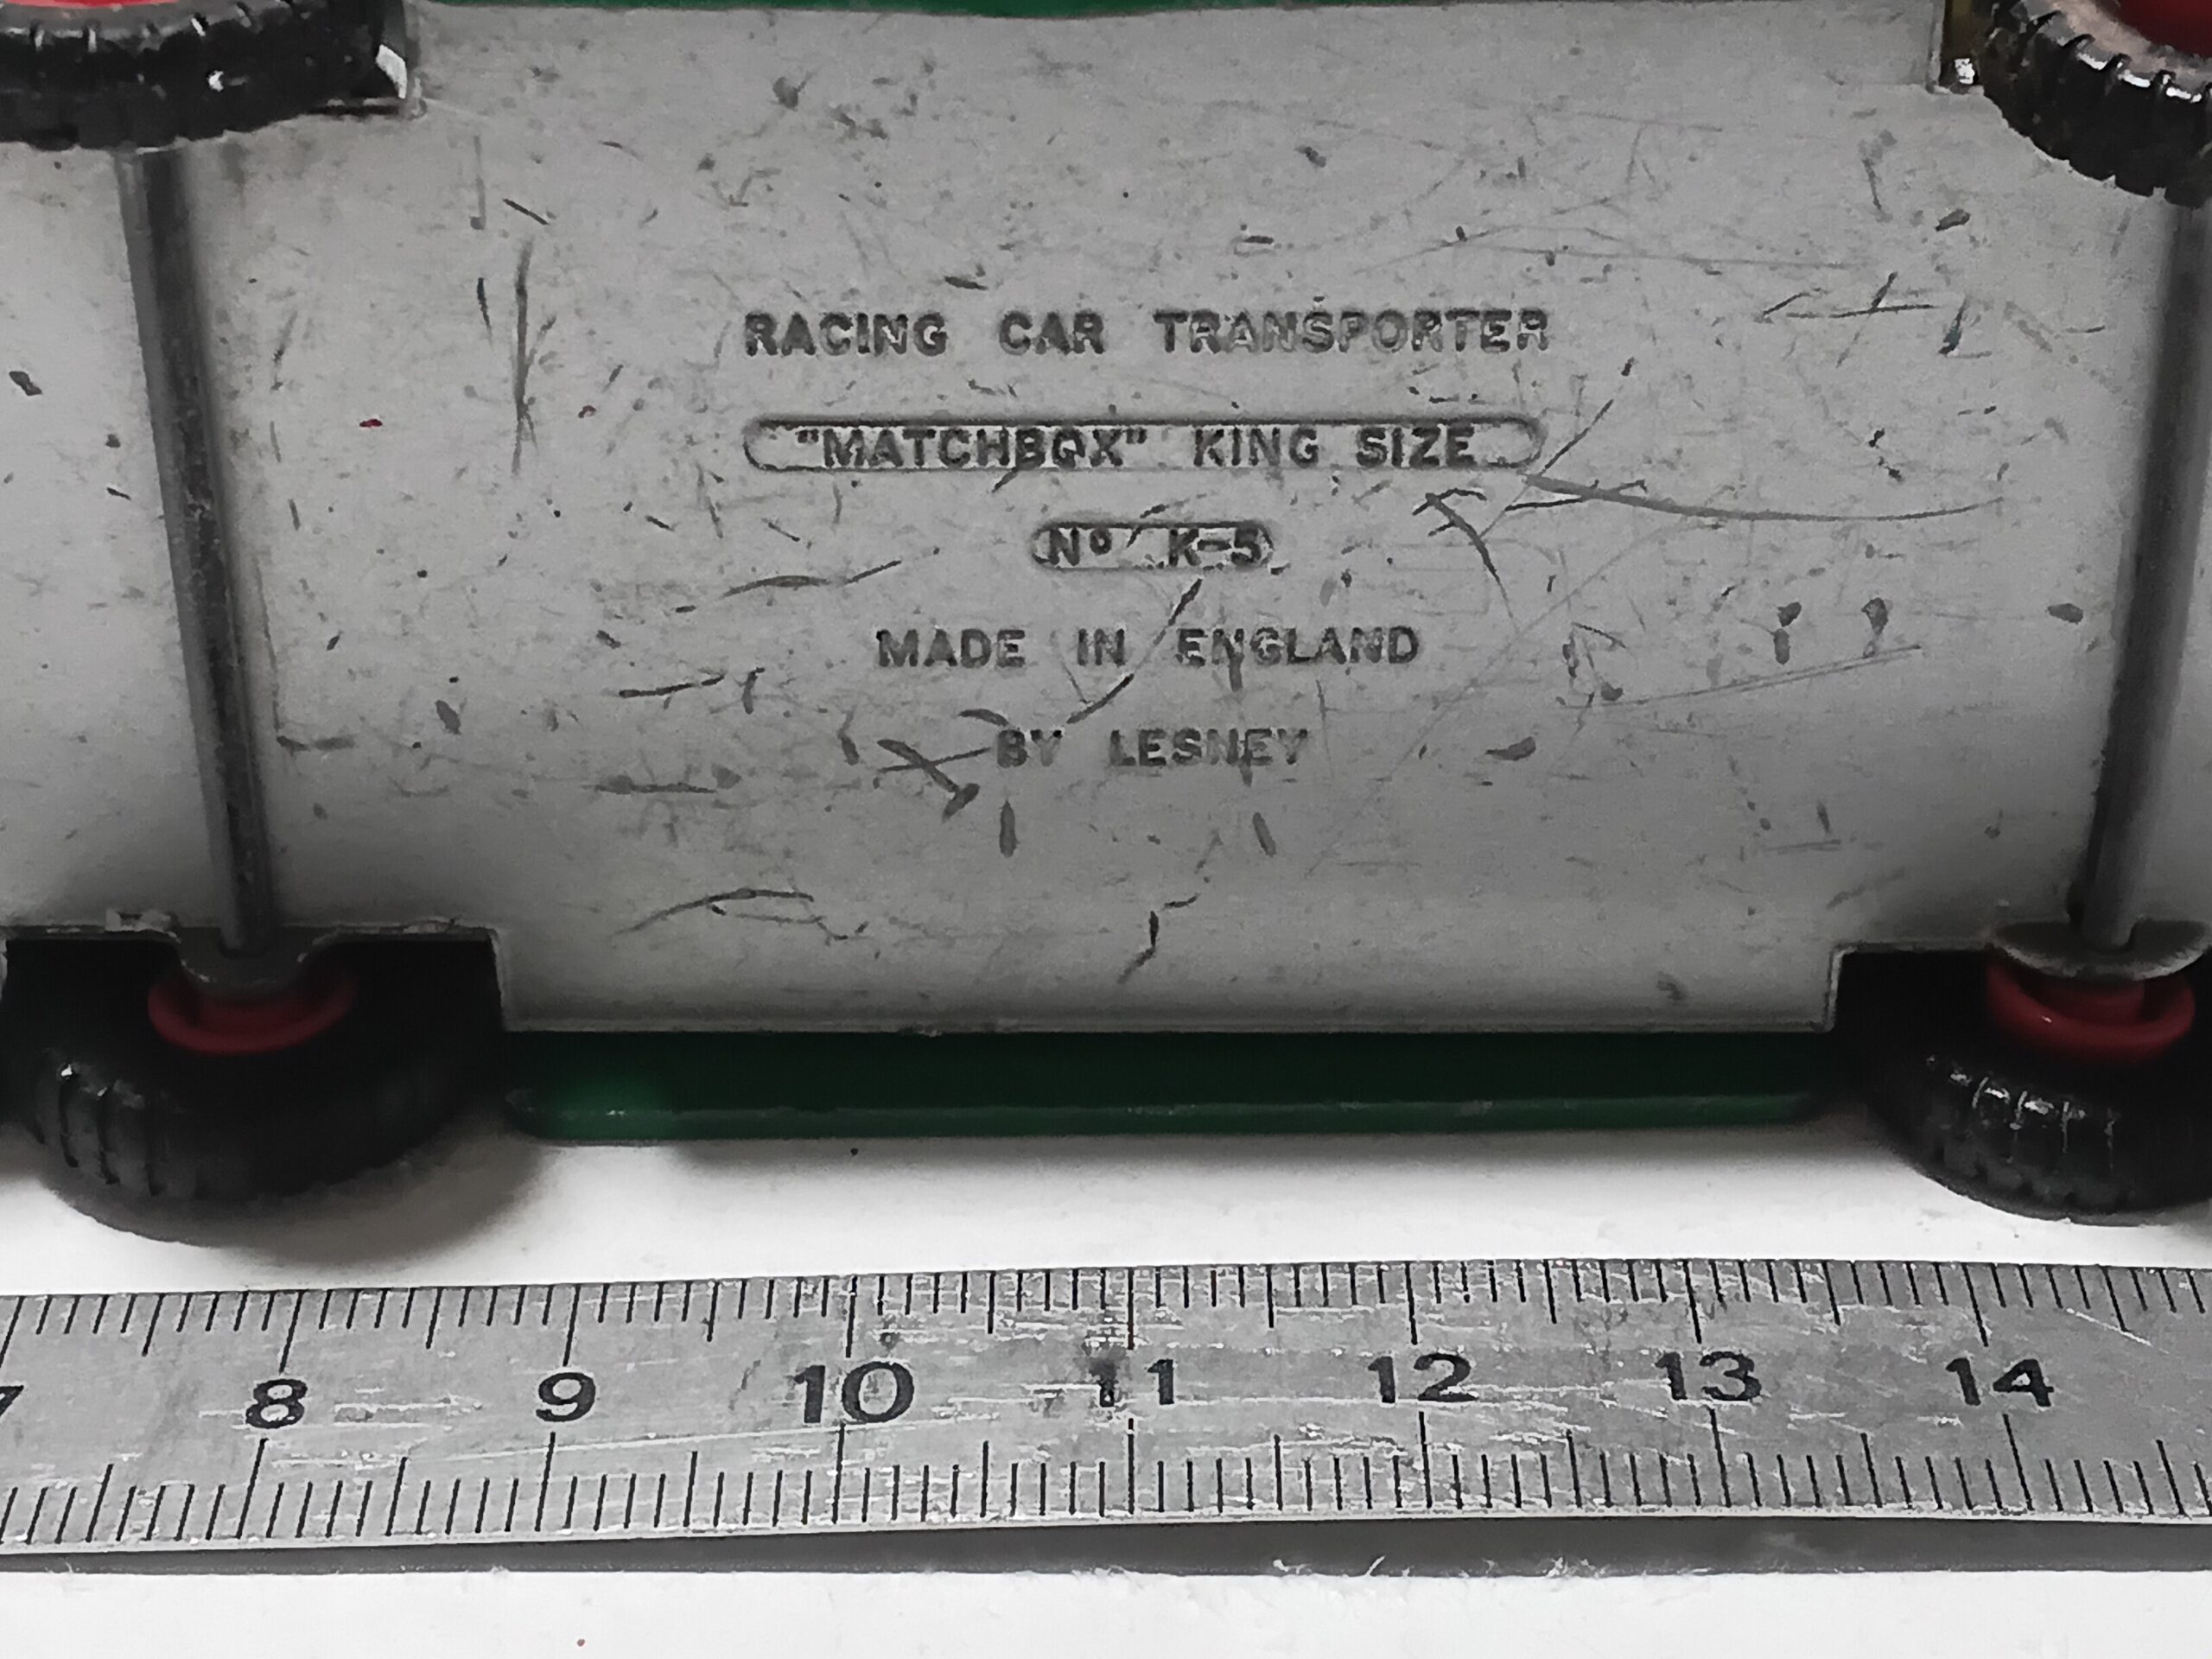 RACING CAR TRANSPORTER
"MATCHBOX" KING SIZE
Nº K-5
MADE IN ENGLAND
BY LESNEY
7 8 9 10 11 12 13 14